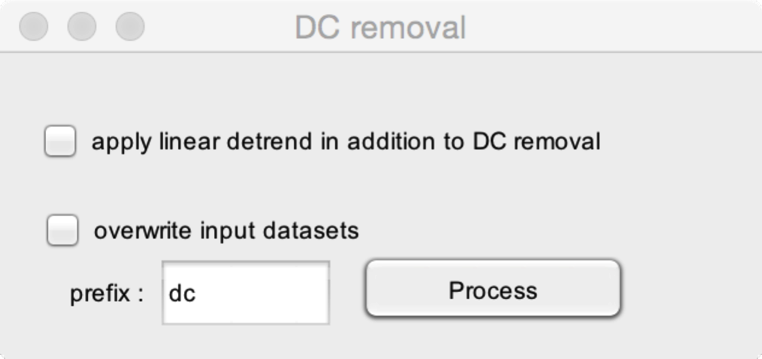 DC removal
apply linear detrend in addition to DC removal
overwrite input datasets
prefix : dc Process